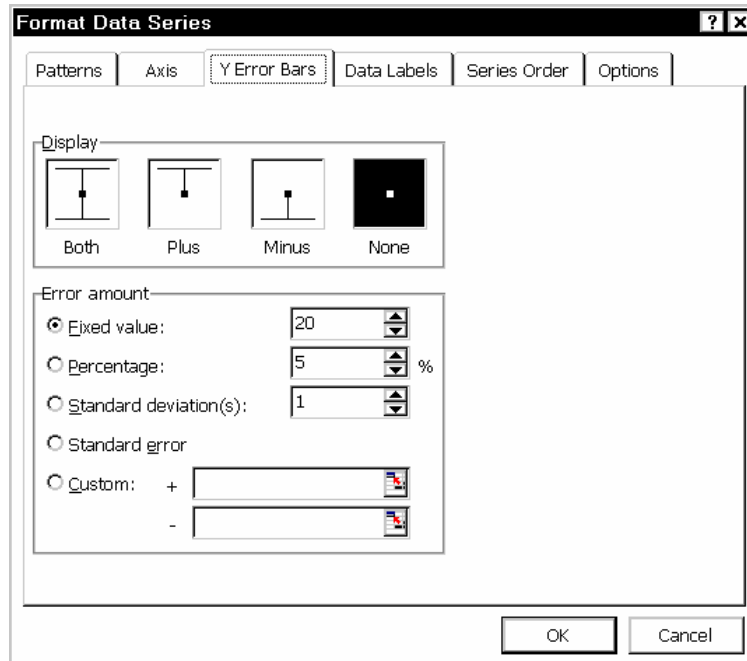 Format Data Series
Patterns Axis Y Error Bars Data Labels Series Order Options
Display
Both Plus Minus None
Error amount
Fixed value: 20
Percentage: 5 %
Standard deviation(s): 1
Standard error
Custom: +
-
OK Cancel